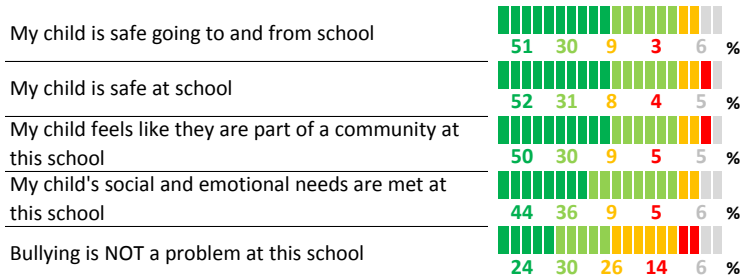 My child is safe going to and from school
51 30 9 3 6 %
My child is safe at school
52 31 8 4 5 %
My child feels like they are part of a community at
this school
50 30 9 5 5 %
My child's social and emotional needs are met at
this school
44 36 9 5 6 %
Bullying is NOT a problem at this school
24 30 26 14 6 %